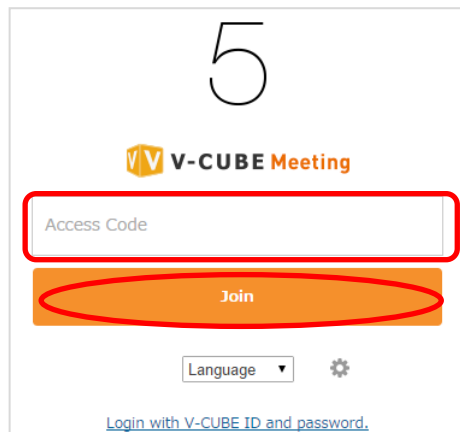 5
V-CUBE Meeting
Access Code
Join
Language
Login with V-CUBE ID and password.